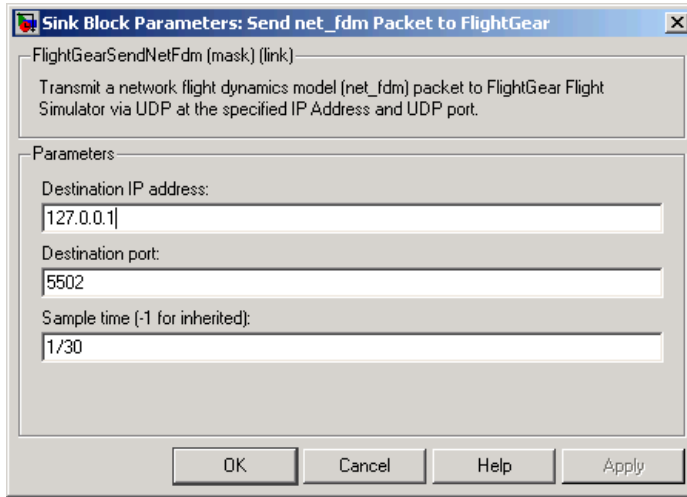 Sink Block Parameters: Send net_fdm Packet to FlightGear
FlightGearSendNetFdm (mask) (link)
Transmit a network flight dynamics model (net_fdm) packet to FlightGear Flight
Simulator via UDP at the specified IP Address and UDP port.
Parameters
Destination IP address:
127.0.0.1
Destination port:
5502
Sample time (-1 for inherited):
1/30
OK Cancel Help Apply